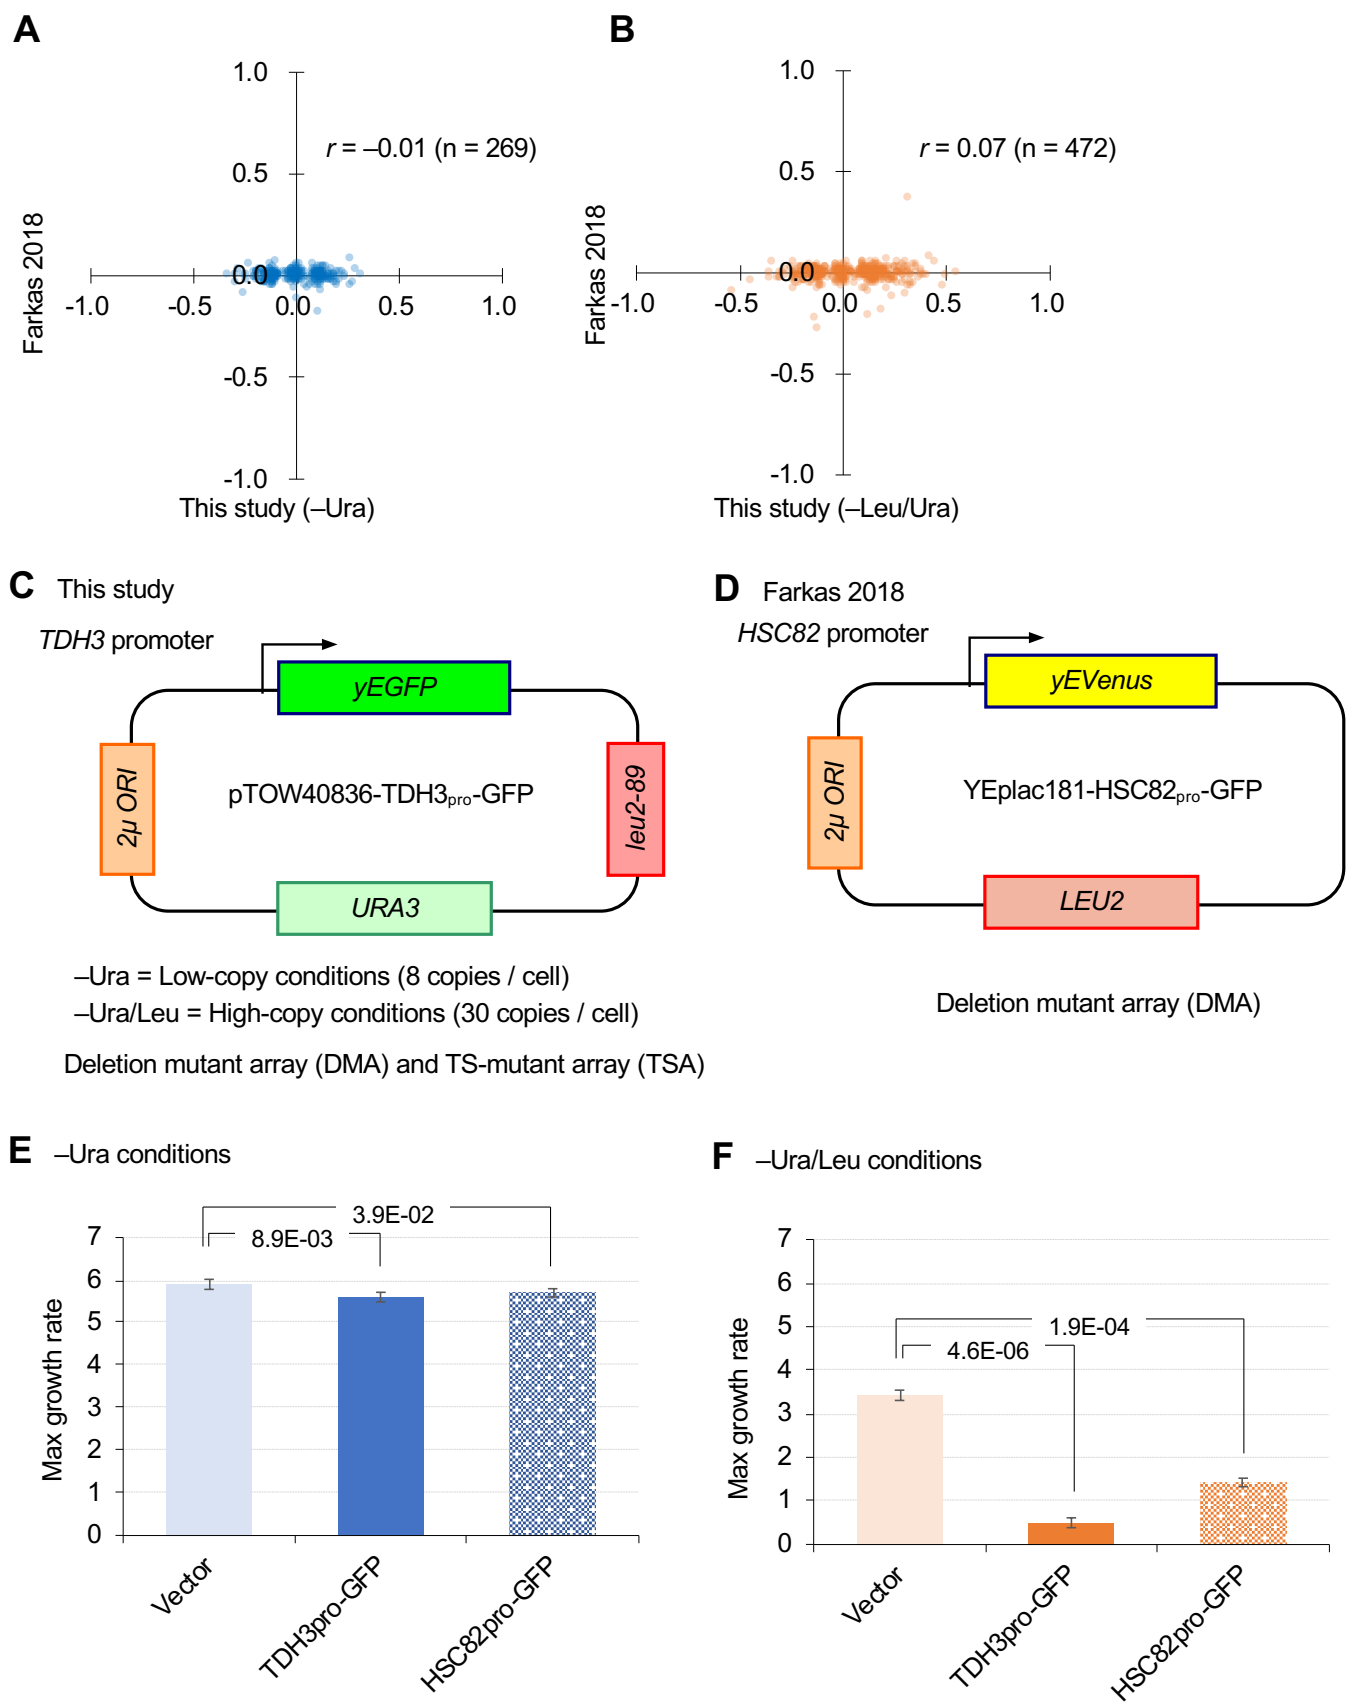 A
1.0
r = –0.01 (n = 269)
0.5
Farkas 2018
0.0
-1.0
-0.5
0.0
0.5
1.0
-0.5
-1.0
This study (–Ura)
B
1.0
r = 0.07 (n = 472)
0.5
Farkas 2018
0.0
-1.0
-0.5
0.0
0.5
1.0
-0.5
-1.0
This study (–Leu/Ura)
C This study
TDH3 promoter
yEGFP
2μ ORI
pTOW40836-TDH3pro-GFP
leu2-89
URA3
–Ura = Low-copy conditions (8 copies / cell)
–Ura/Leu = High-copy conditions (30 copies / cell)
Deletion mutant array (DMA) and TS-mutant array (TSA)
D Farkas 2018
HSC82 promoter
yEVenus
2μ ORI
YEplac181-HSC82pro-GFP
LEU2
Deletion mutant array (DMA)
E –Ura conditions
3.9E-02
8.9E-03
Max growth rate
7
6
5
4
3
2
1
0
Vector
TDH3pro-GFP
HSC82pro-GFP
F –Ura/Leu conditions
1.9E-04
4.6E-06
Max growth rate
7
6
5
4
3
2
1
0
Vector
TDH3pro-GFP
HSC82pro-GFP